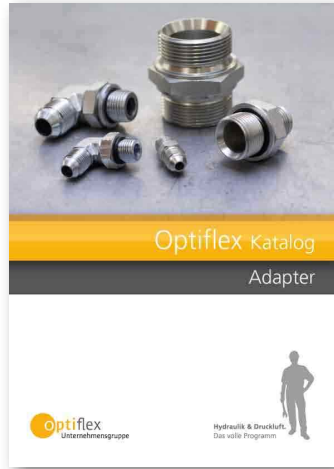 Optiflex Katalog
Adapter
optiflex
Unternehmensgruppe
Hydraulik & Druckluft.
Das volle Programm